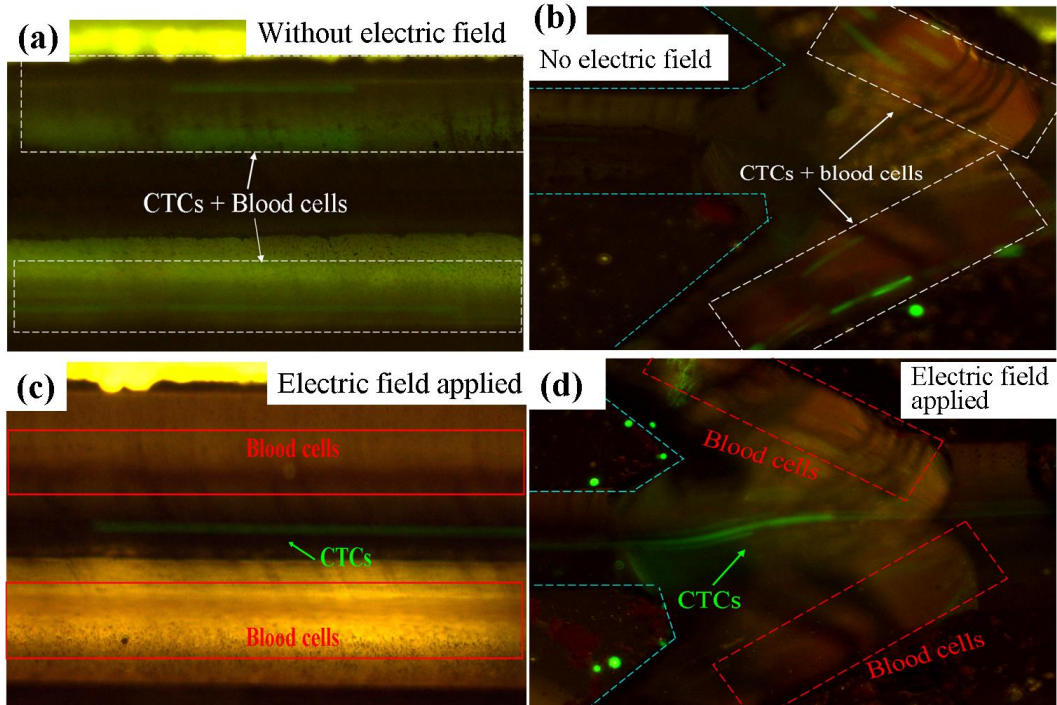 (a)
Without electric field
CTCs + Blood cells
(b)
No electric field
CTCs + blood cells
(c)
Electric field applied
Blood cells
CTCs
Blood cells
(d)
Electric field
applied
Blood cells
CTCs
Blood cells